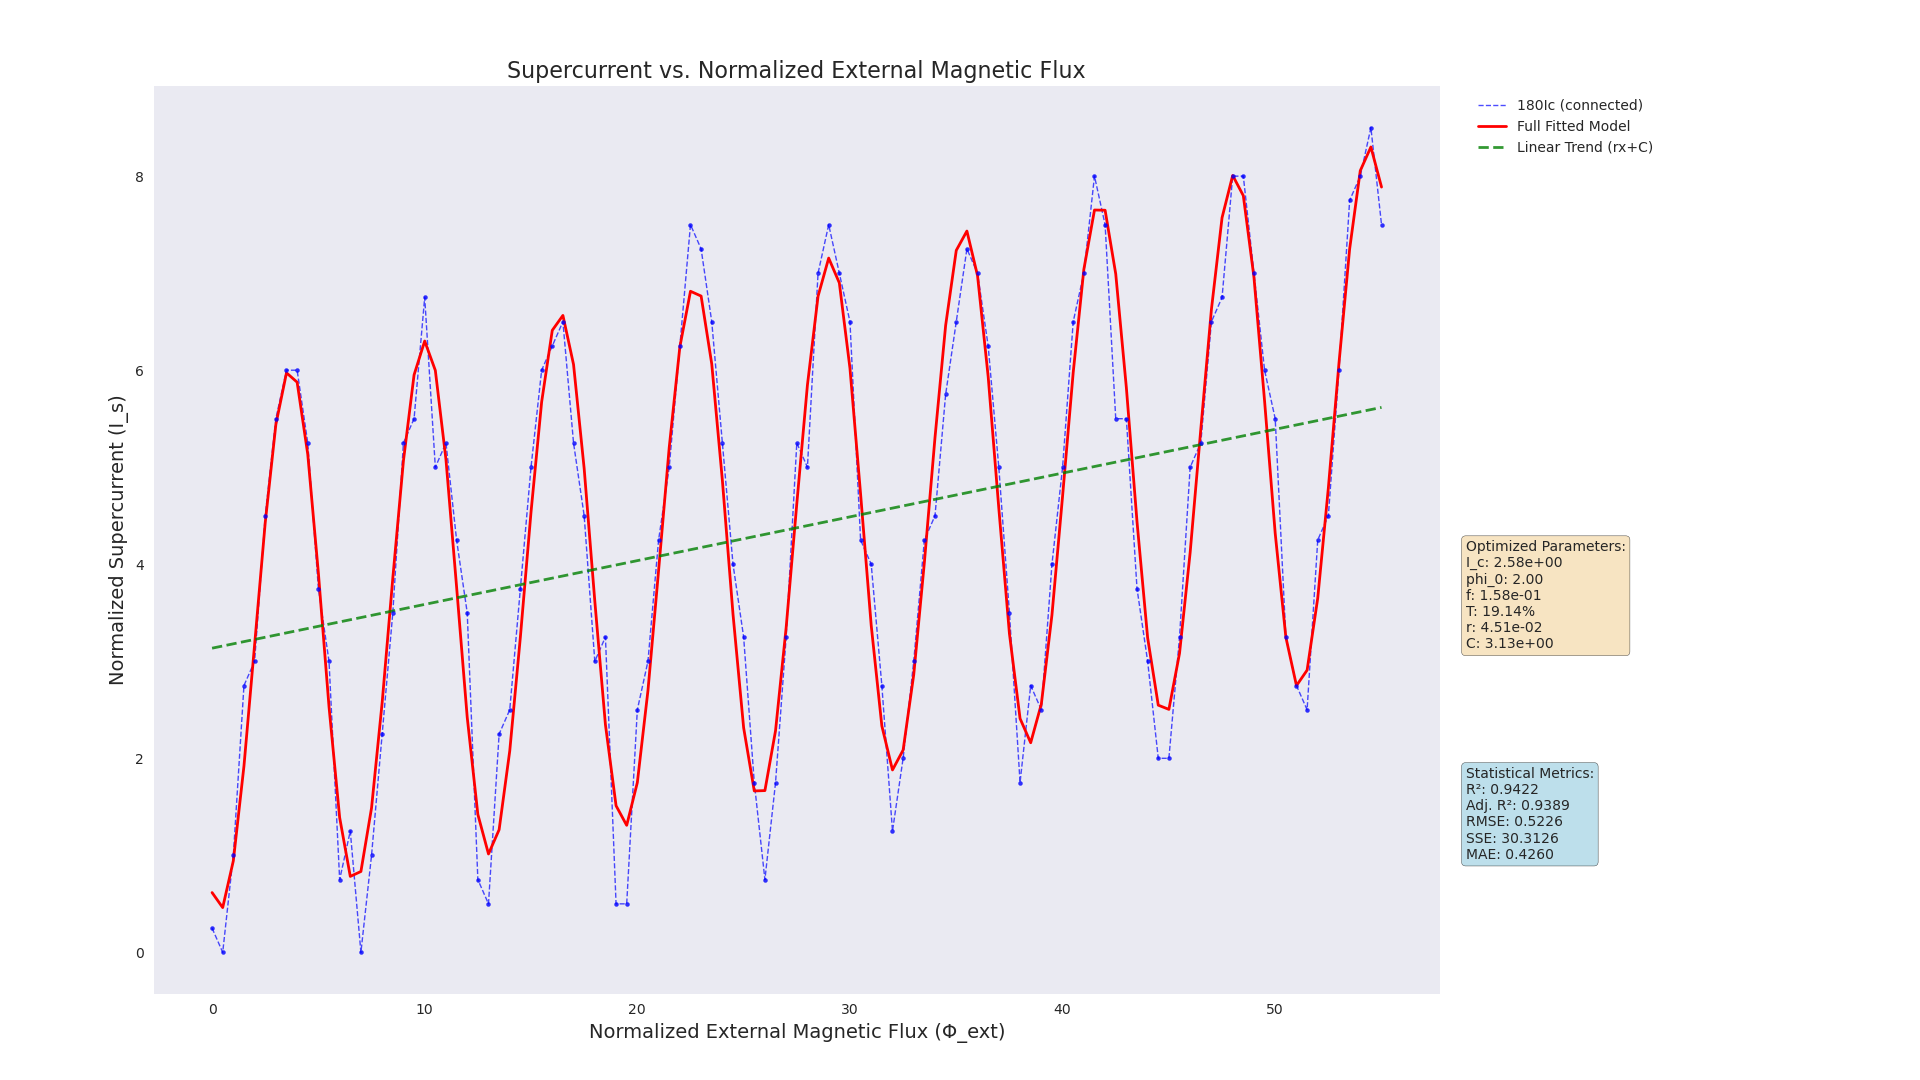 Supercurrent vs. Normalized External Magnetic Flux
180Ic (connected)
Full Fitted Model
Linear Trend (rx+C)
Normalized Supercurrent (I_s)
8
6
4
2
0
0 10 20 30 40 50
Normalized External Magnetic Flux (Φ_ext)
Optimized Parameters:
I_c: 2.58e+00
phi_0: 2.00
f: 1.58e-01
T: 19.14%
r: 4.51e-02
C: 3.13e+00
Statistical Metrics:
R²: 0.9422
Adj. R²: 0.9389
RMSE: 0.5226
SSE: 30.3126
MAE: 0.4260